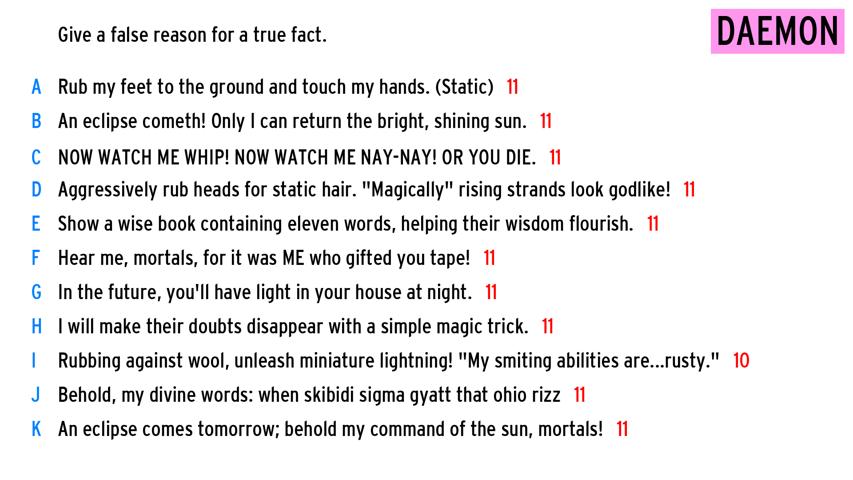 Give a false reason for a true fact.
DAEMON
A Rub my feet to the ground and touch my hands. (Static) 11
B An eclipse cometh! Only I can return the bright, shining sun. 11
C NOW WATCH ME WHIP! NOW WATCH ME NAY-NAY! OR YOU DIE. 11
D Aggressively rub heads for static hair. "Magically" rising strands look godlike! 11
E Show a wise book containing eleven words, helping their wisdom flourish. 11
F Hear me, mortals, for it was ME who gifted you tape! 11
G In the future, you'll have light in your house at night. 11
H I will make their doubts disappear with a simple magic trick. 11
I Rubbing against wool, unleash miniature lightning! "My smiting abilities are...rusty." 10
J Behold, my divine words: when skibidi sigma gyatt that ohio rizz 11
K An eclipse comes tomorrow; behold my command of the sun, mortals! 11